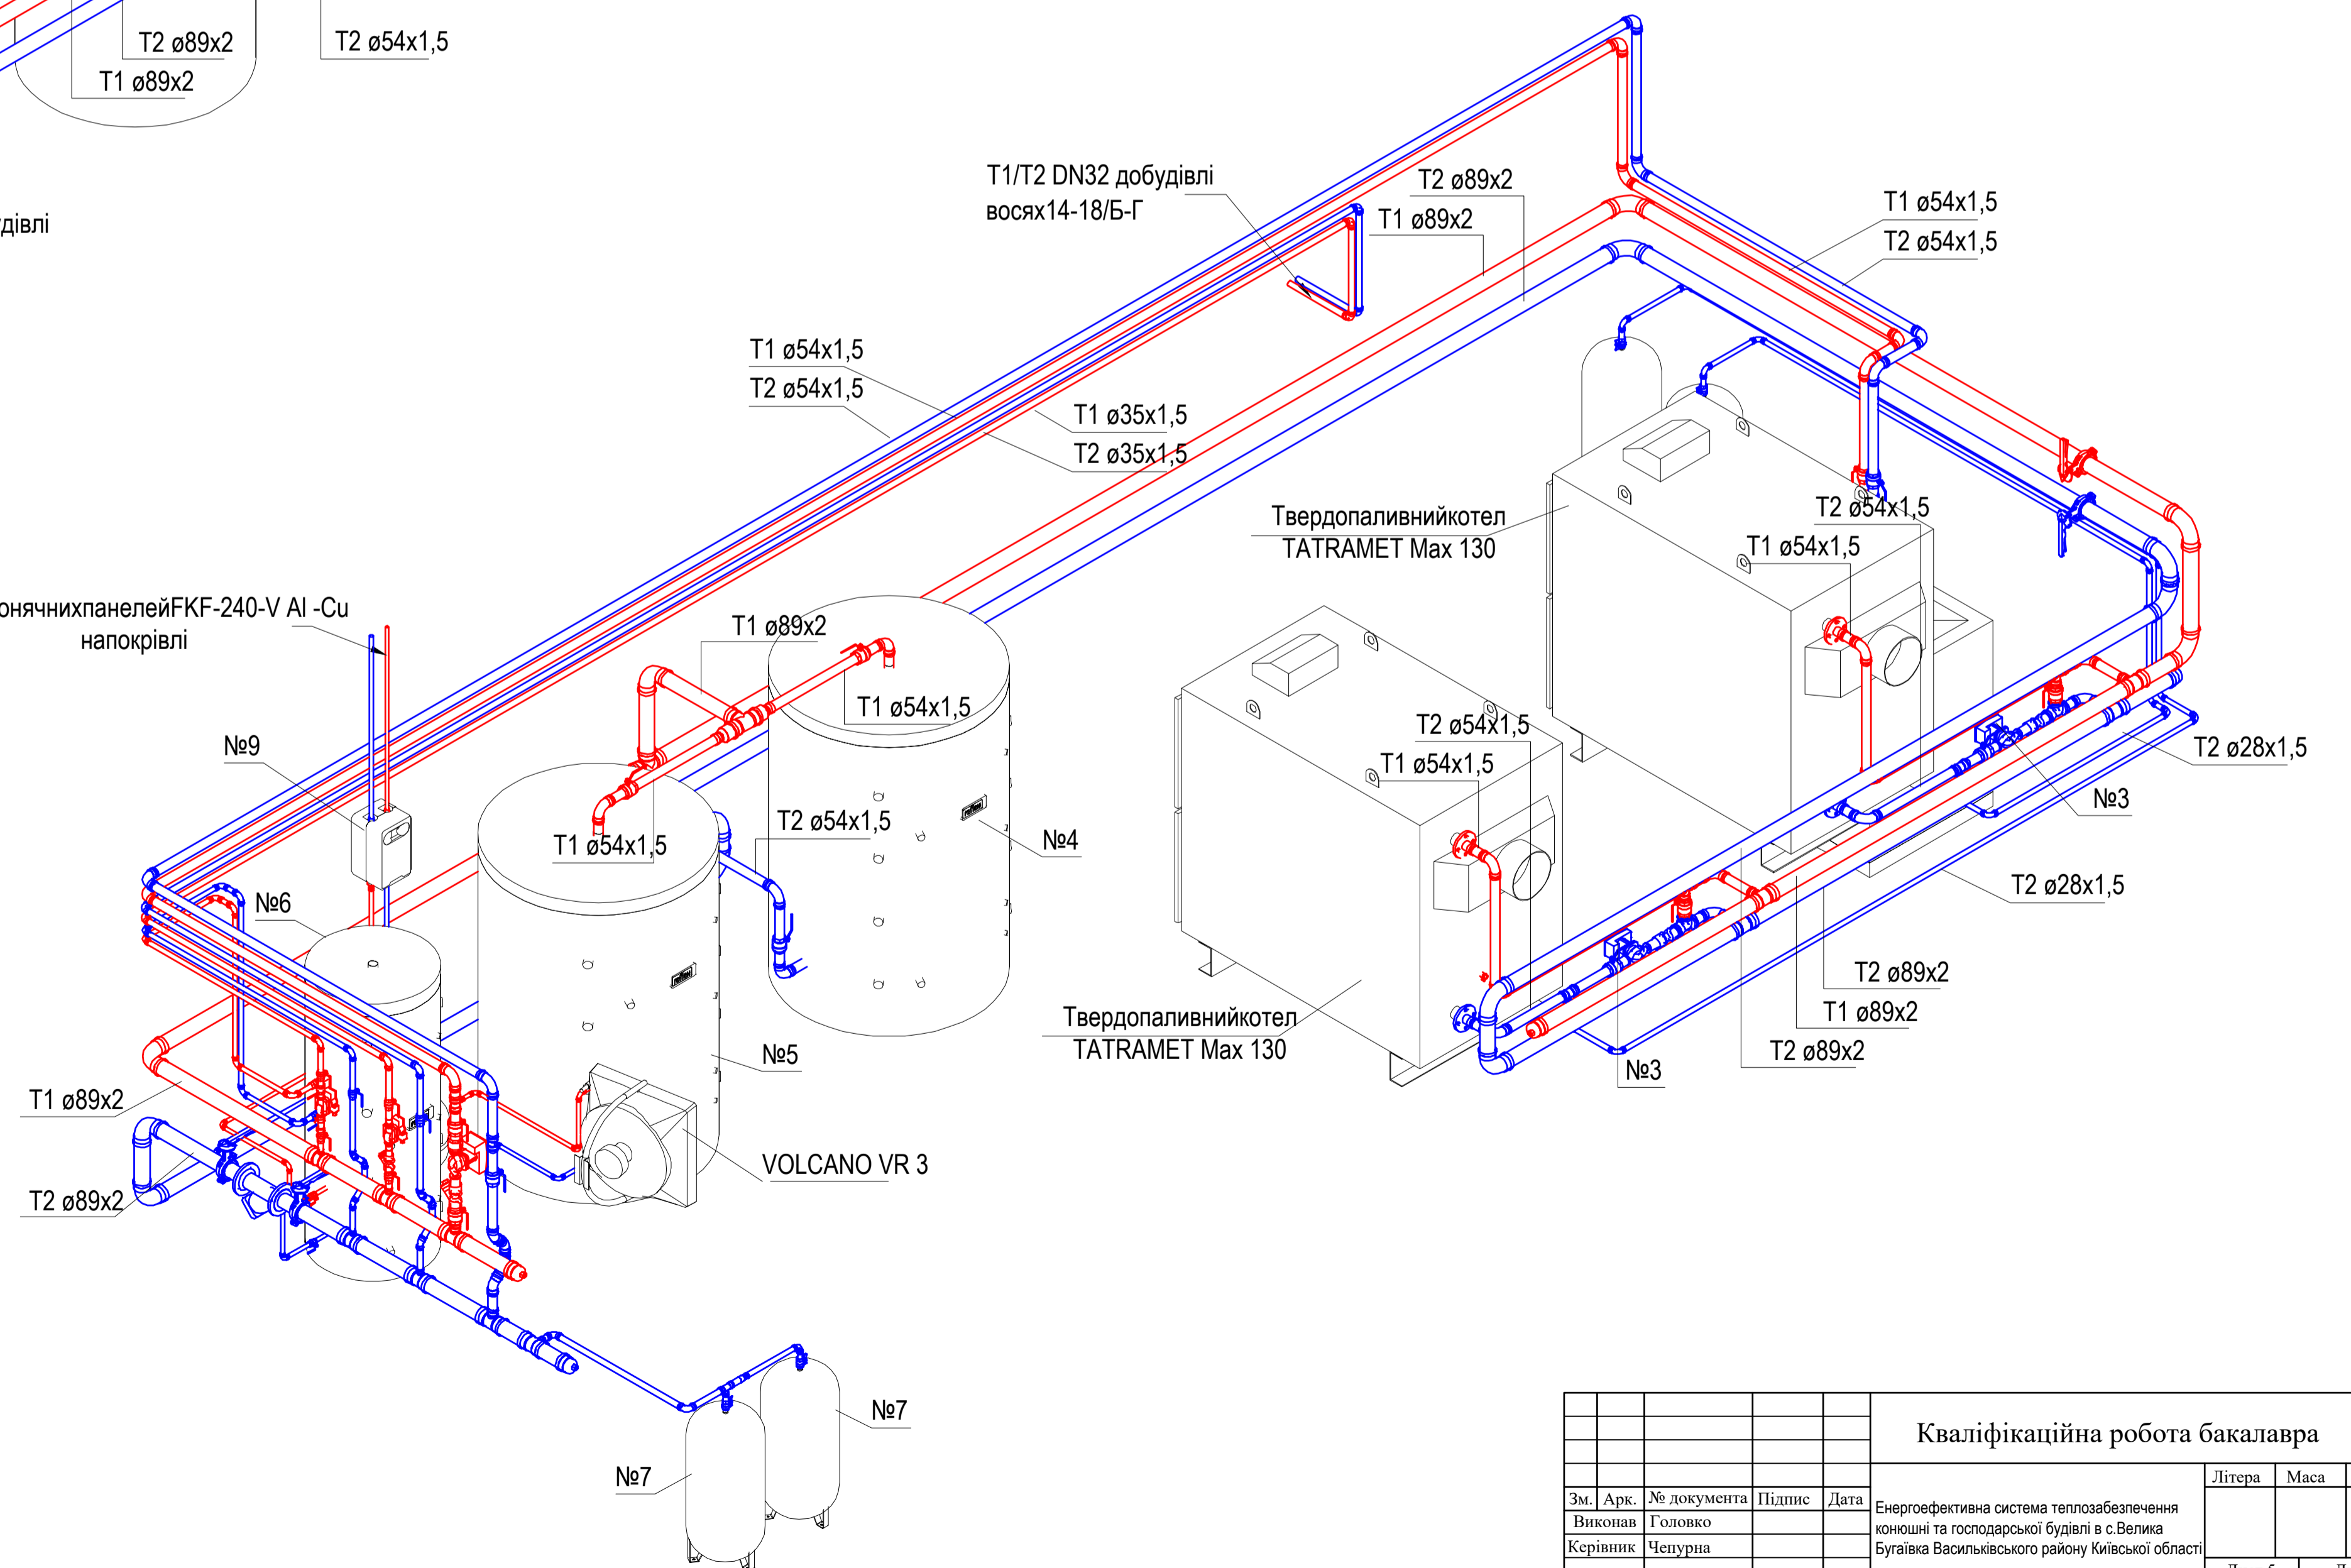 T2 ø89x2
T2 ø54x1,5
T1 ø89x2
дівлі
T1/T2 DN32 добудівлі
восях14-18/Б-Г
T2 ø89x2
T1 ø89x2
T1 ø54x1,5
T2 ø54x1,5
T1 ø54x1,5
T2 ø54x1,5
T1 ø35x1,5
T2 ø35x1,5
Твердопаливнийкотел
TATRAMET Max 130
T2 ø54x1,5
T1 ø54x1,5
онячнихпанелейFKF-240-V Al -Cu
напокрівлі
T1 ø89x2
T1 ø54x1,5
№9
T2 ø54x1,5
T1 ø54x1,5
T2 ø28x1,5
№3
T1 ø54x1,5
T2 ø54x1,5
№4
№6
T2 ø28x1,5
T2 ø89x2
T1 ø89x2
T2 ø89x2
Твердопаливнийкотел
TATRAMET Max 130
№3
№5
T1 ø89x2
T2 ø89x2
VOLCANO VR 3
№7
№7
Кваліфікаційна робота бакалавра
Літера Маса
Зм. Арк. № документа Підпис Дата
Виконав Головко
Керівник Чепурна
Енергоефективна система теплозабезпечення
конюшні та господарської будівлі в с.Велика
Бугаївка Васильківського району Київської області